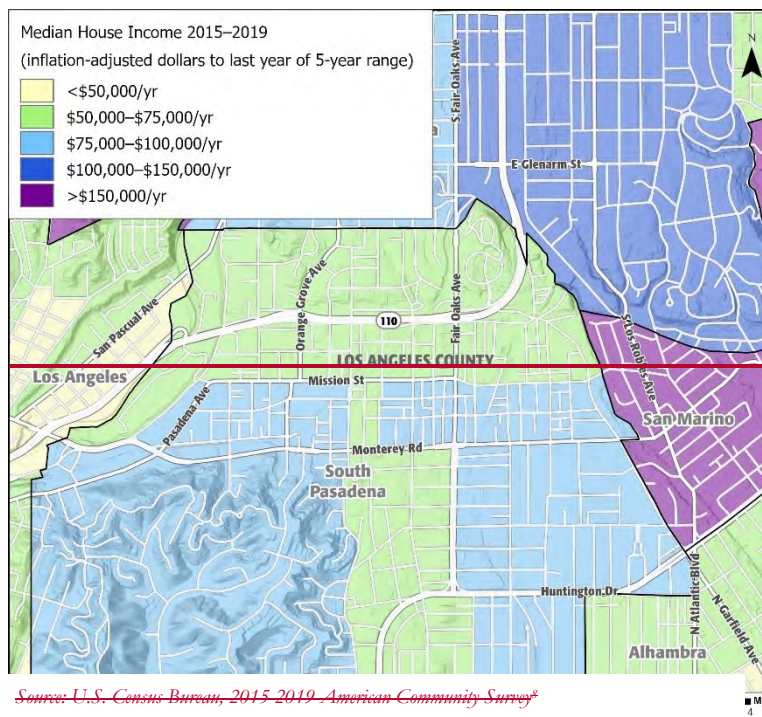 Median House Income 2015–2019
(inflation-adjusted dollars to last year of 5-year range)
<$50,000/yr
$50,000–$75,000/yr
$75,000–$100,000/yr
$100,000–$150,000/yr
>$150,000/yr
S Fair Oaks Ave
N
a
E Glenarm St
San Pascual Ave
Orange Grove Ave
110
Fair Oaks Ave
S Los Robles Ave
LOS ANGELES COUNTY
Los Angeles
Mission St
Pasadena Ave
San Marino
Monterey Rd
South
Pasadena
Huntington Dr
N Atlantic Blvd
N Garfield Ave
Alhambra
Source: U.S. Census Bureau, 2015-2019 American Community Survey8
M
4